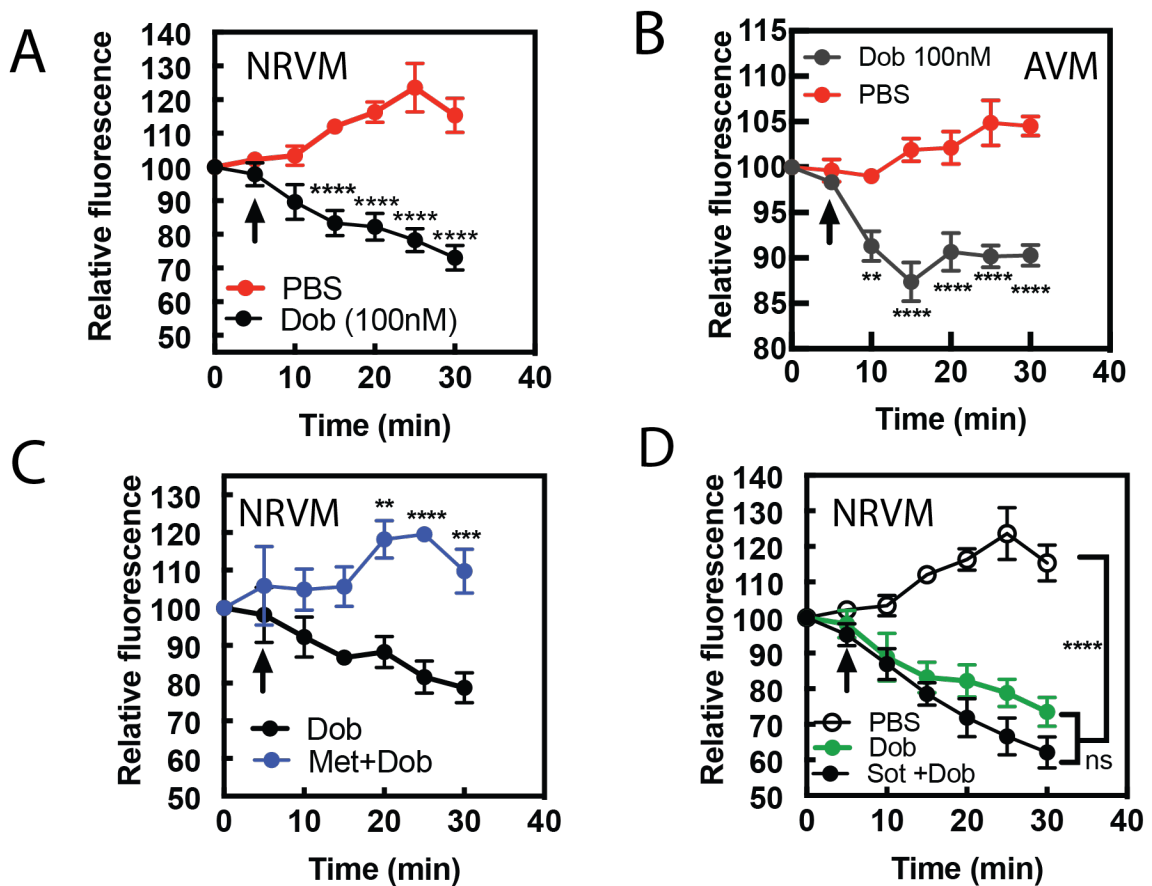 A
NRVM
Relative fluorescence
140
130
120
110
100
90
80
70
60
50
****
****
****
****
PBS
Dob (100nM)
0
10
20
30
40
Time (min)
B
AVM
Relative fluorescence
115
110
105
100
95
90
85
80
Dob 100nM
PBS
**
****
****
****
****
0
10
20
30
40
Time (min)
C
NRVM
Relative fluorescence
130
120
110
100
90
80
70
60
50
**
****
***
Dob
Met+Dob
0
10
20
30
40
Time (min)
D
NRVM
Relative fluorescence
140
130
120
110
100
90
80
70
60
50
****
ns
PBS
Dob
Sot +Dob
0
10
20
30
40
Time (min)